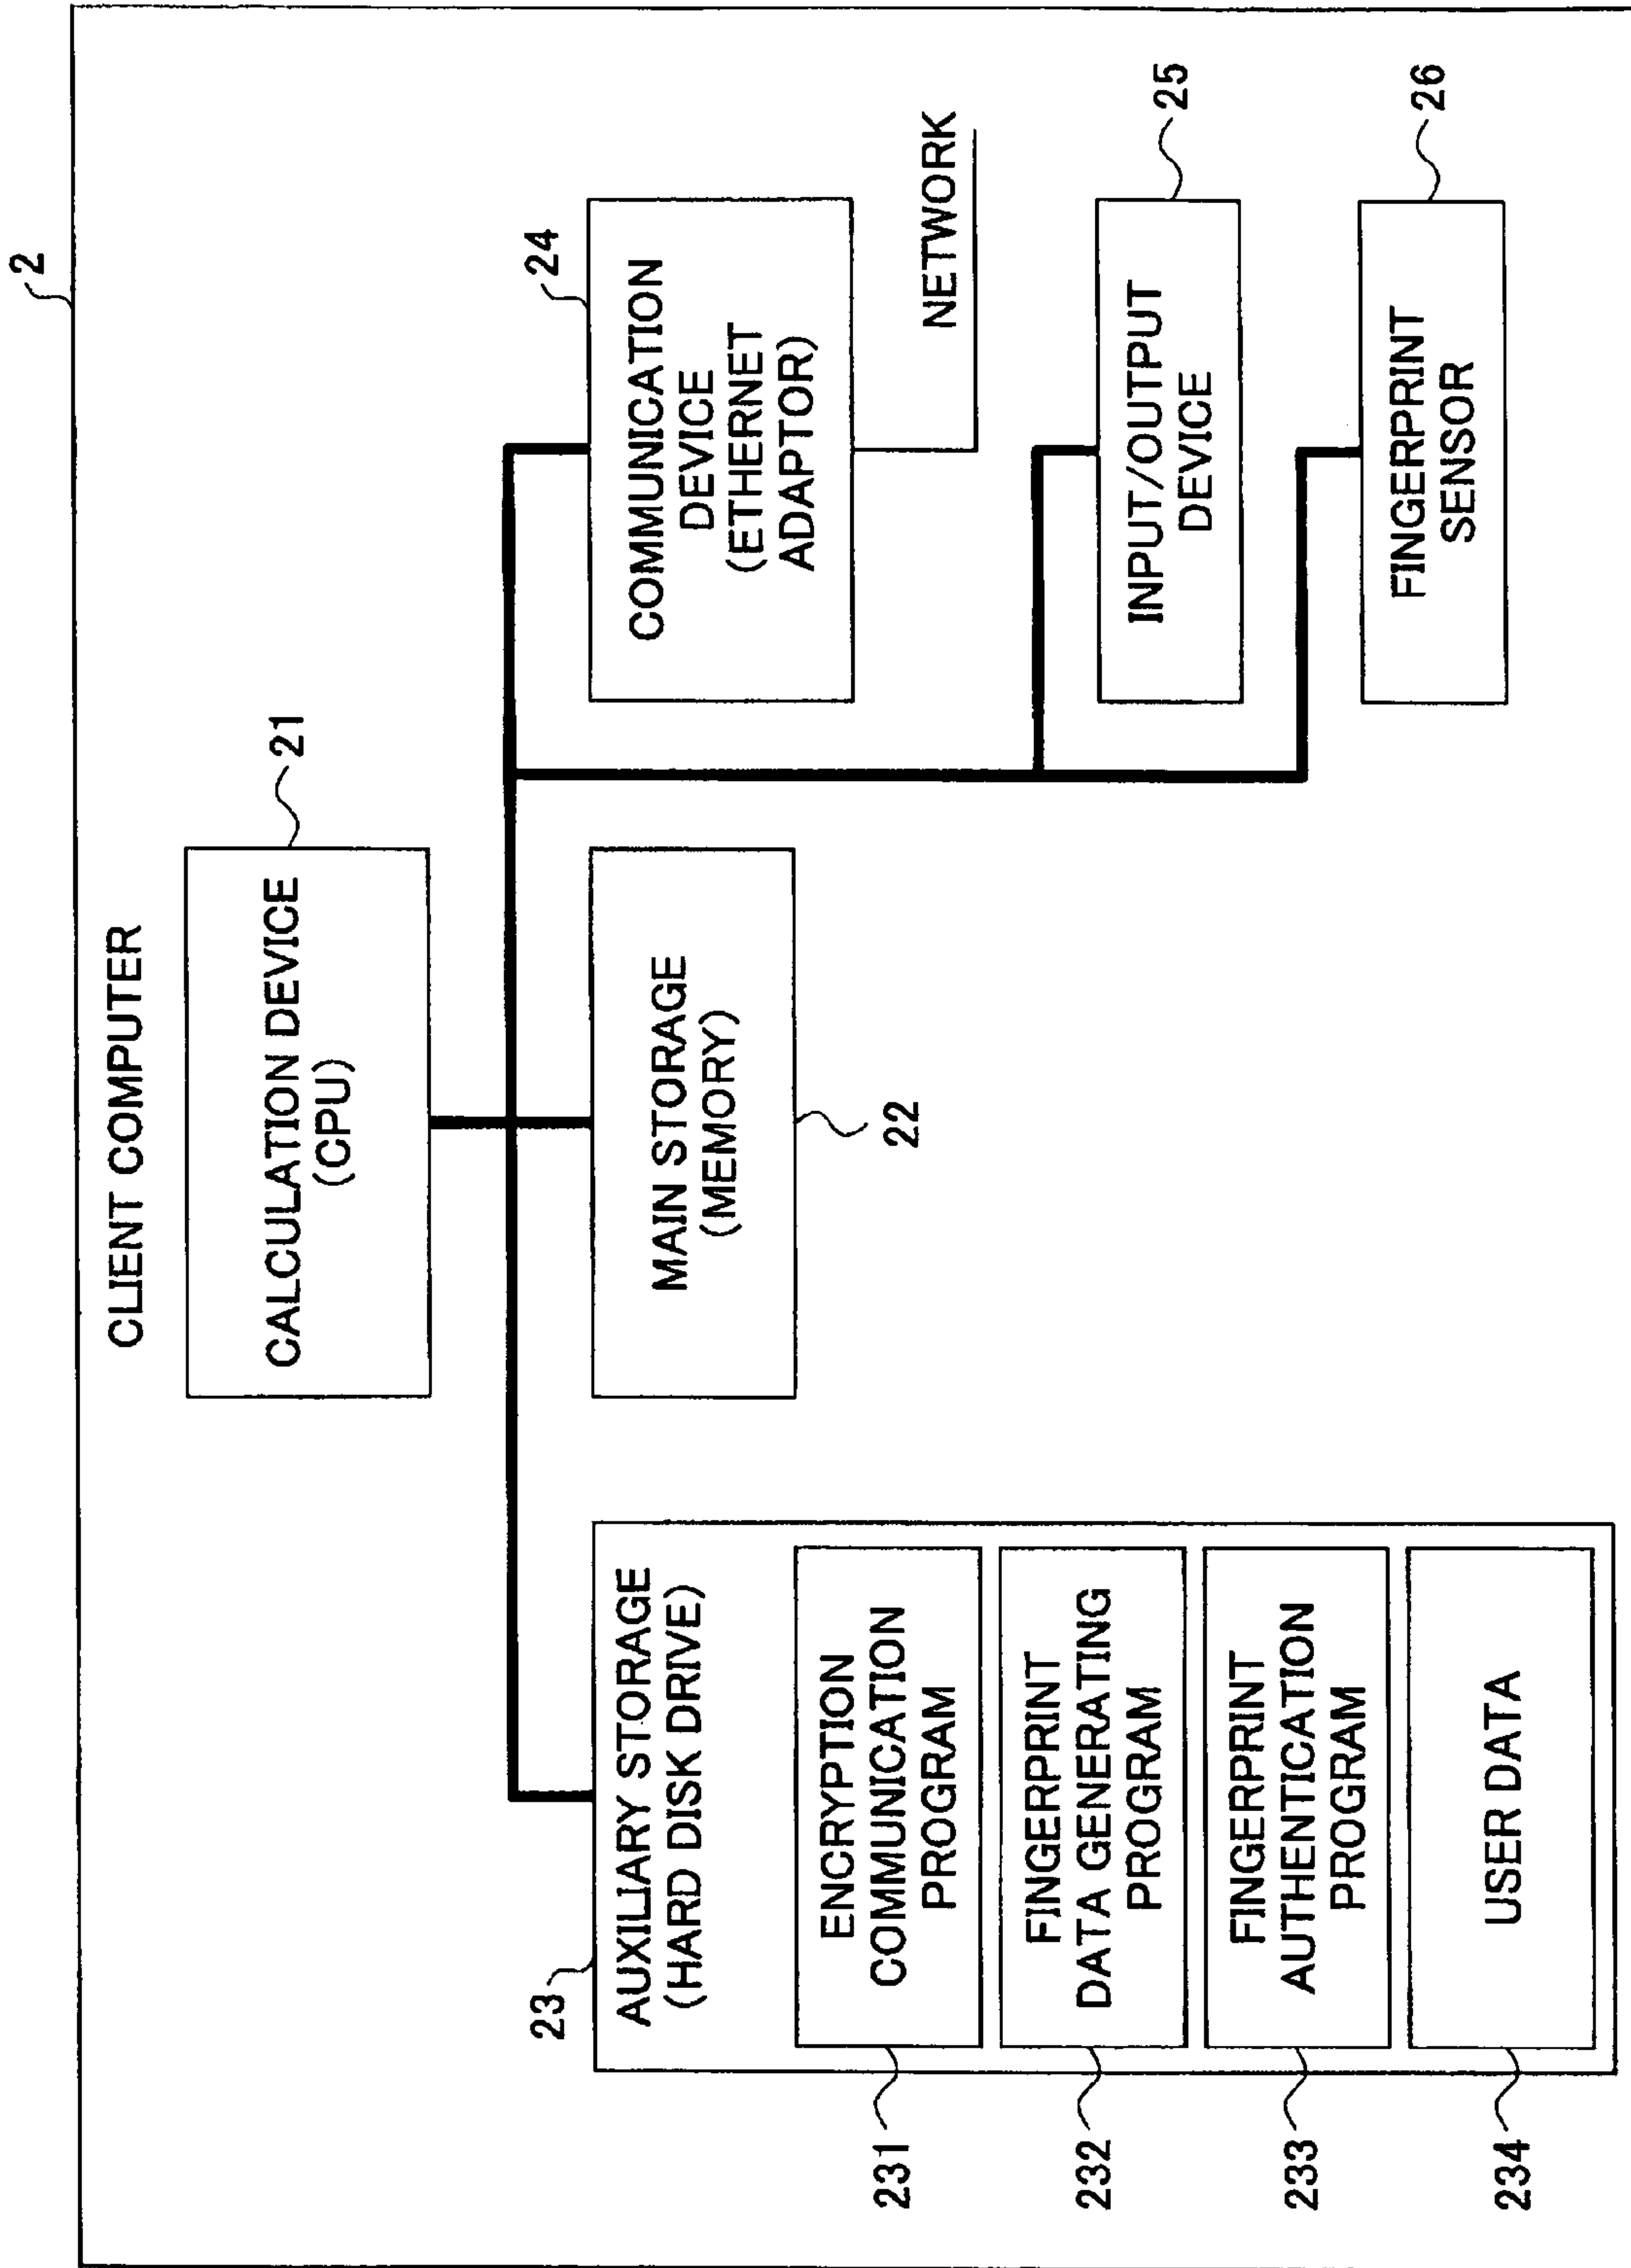 2
CLIENT COMPUTER
21
CALCULATION DEVICE
(CPU)
23
AUXILIARY STORAGE
(HARD DISK DRIVE)
231
ENCRYPTION
COMMUNICATION
PROGRAM
232
FINGERPRINT
DATA GENERATING
PROGRAM
233
FINGERPRINT
AUTHENTICATION
PROGRAM
234
USER DATA
MAIN STORAGE
(MEMORY)
22
24
COMMUNICATION
DEVICE
(ETHERNET
ADAPTOR)
NETWORK
25
INPUT/OUTPUT
DEVICE
26
FINGERPRINT
SENSOR